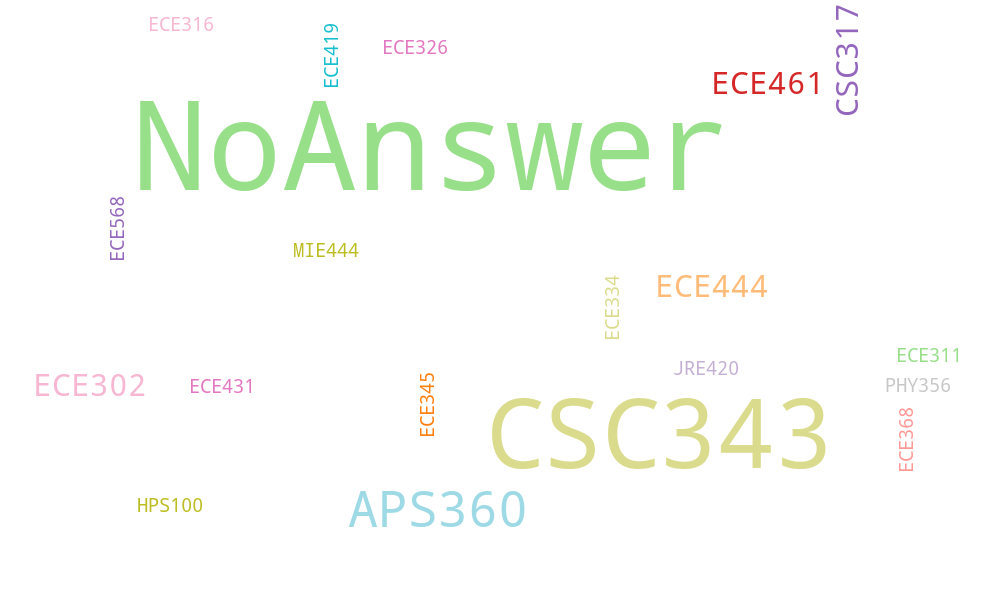 ECE316
ECE419
ECE326
CSC317
ECE461
NoAnswer
ECE568
MIE444
ECE334
ECE444
ECE311
JRE420
ECE302
ECE431
ECE345
PHY356
CSC343
ECE368
HPS100
APS360